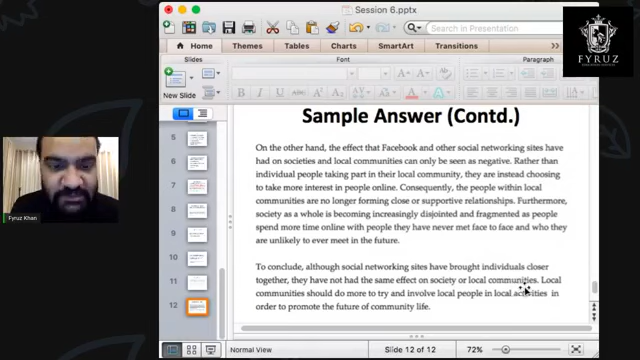 Session 6.pptx
Search in Presentation
Home Themes Tables Charts SmartArt Transitions
Slides Font Paragraph
New Slide
B I U
FYRUZ
Sample Answer (Contd.)
On the other hand, the effect that Facebook and other social networking sites have
had on societies and local communities can only be seen as negative. Rather than
individual people taking part in their local community, they are instead choosing
to take more interest in people online. Consequently, the people within local
communities are no longer forming close or supportive relationships. Furthermore,
society as a whole is becoming increasingly disjointed and fragmented as people
spend more time online with people they have never met face to face and who they
are unlikely to ever meet in the future.
To conclude, although social networking sites have brought individuals closer
together, they have not had the same effect on society or local communities. Local
communities should do more to try and involve local people in local activities in
order to promote the future of community life.
5
6
7
8
9
10
11
12
Fyruz Khan
Normal View Slide 12 of 12 72%